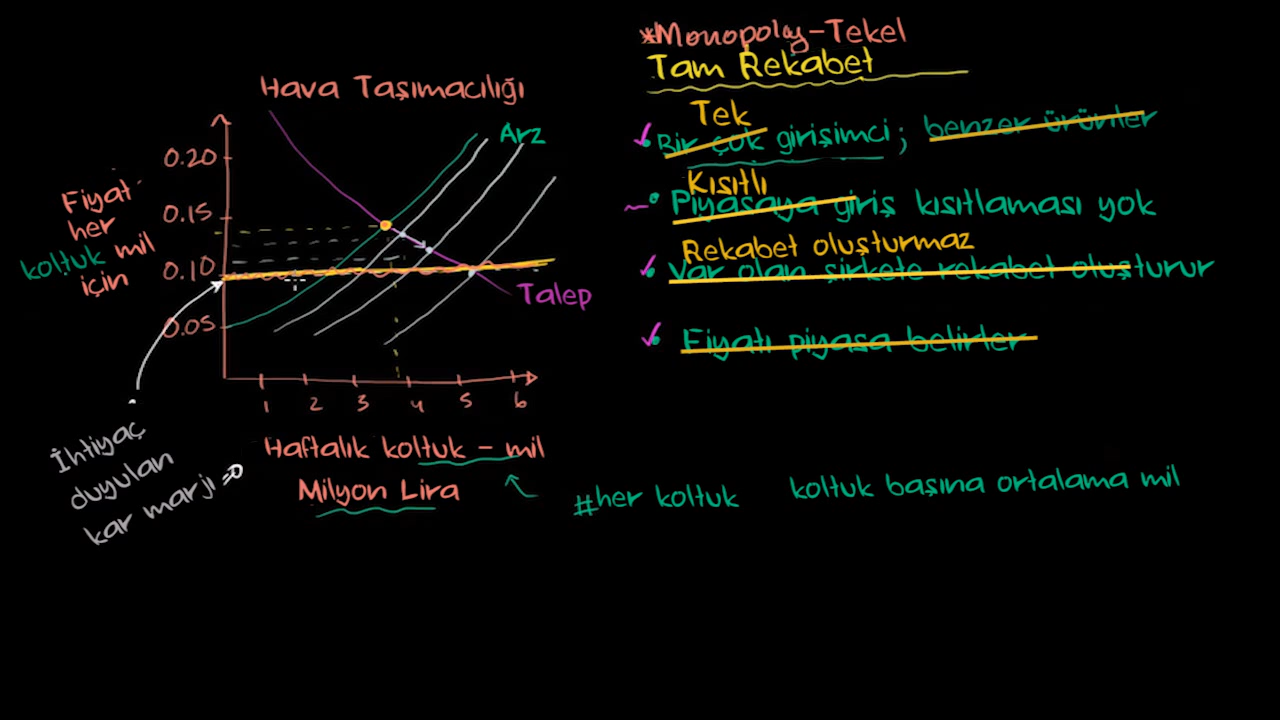 *Monopoly-Tekel
Tam Rekabet
Tek
Bir çok girişimci; benzer ürünler
Kısıtlı
Piyasaya giriş kısıtlaması yok
Rekabet oluşturmaz
Var olan şirkete rekabet oluşturur
Fiyatı piyasa belirler
Hava Taşımacılığı
Arz
Talep
Fiyat
her
koltuk mil
için
0.20
0.15
0.10
0.05
1 2 3 4 5 6
Haftalık koltuk - mil
Milyon Lira
#her koltuk koltuk başına ortalama mil
İhtiyaç
duyulan
kar marjı